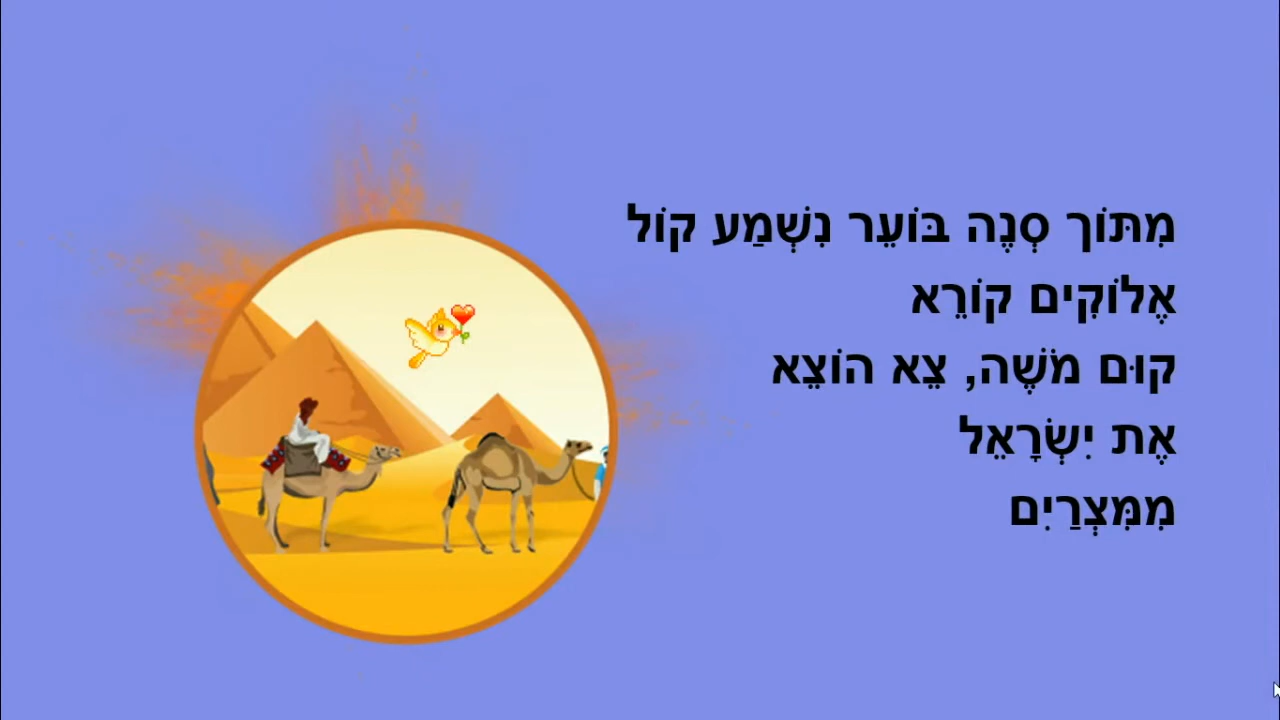 מִתּוֹך סְנֶה בּוֹעֵר נִשְׁמַע קוֹל
אֱלוֹקִים קוֹרֵא
קוּם מֹשֶׁה, צֵא הוֹצֵא
אֶת יִשְׂרָאֵל
מִמִּצְרַיִם